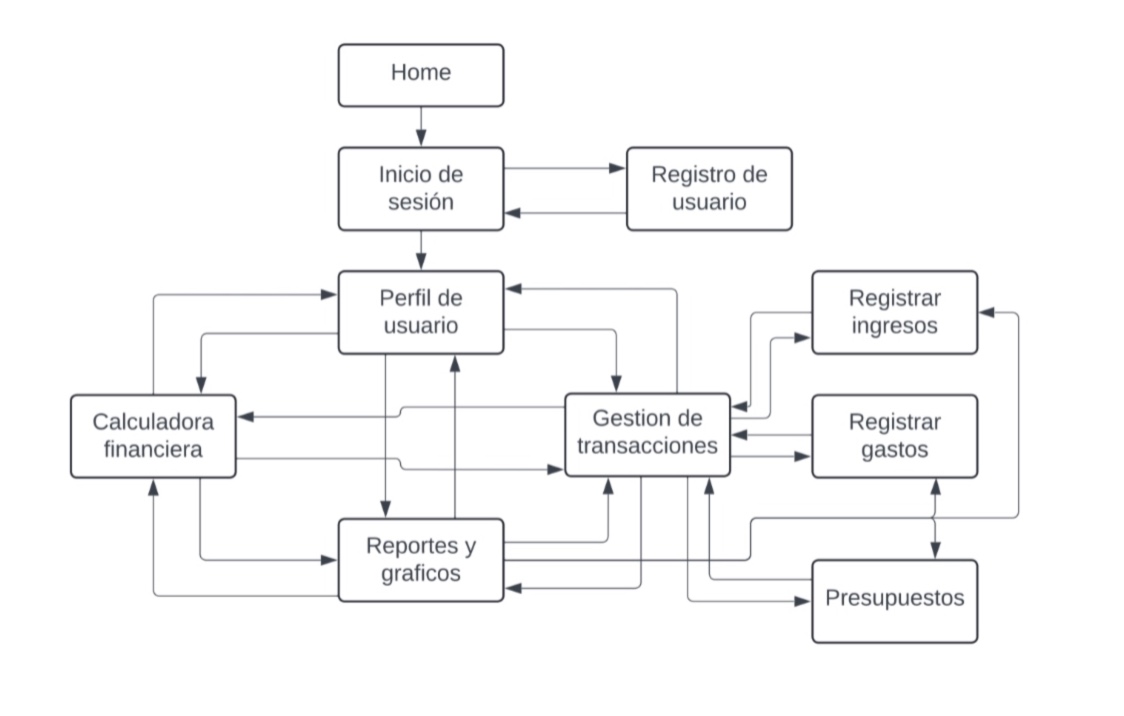 Home
Inicio de
sesión
Registro de
usuario
Perfil de
usuario
Registrar
ingresos
Calculadora
financiera
Gestion de
transacciones
Registrar
gastos
Reportes y
graficos
Presupuestos